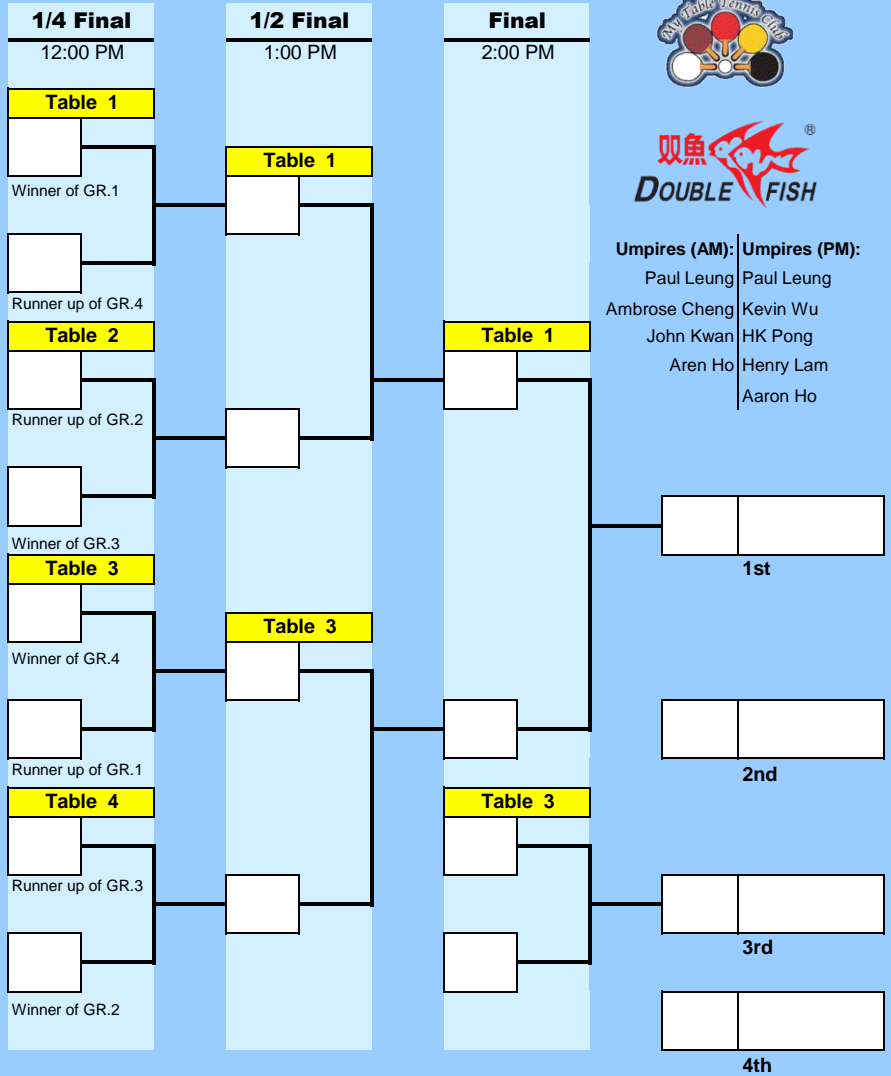 1/4 Final
12:00 PM
1/2 Final
1:00 PM
Final
2:00 PM
My Table Tennis Club
双魚®
DOUBLE FISH
Umpires (AM): Umpires (PM):
Paul Leung Paul Leung
Ambrose Cheng Kevin Wu
John Kwan HK Pong
Aren Ho Henry Lam
Aaron Ho
Table 1
Winner of GR.1
Runner up of GR.4
Table 2
Runner up of GR.2
Winner of GR.3
Table 3
Winner of GR.4
Runner up of GR.1
Table 4
Runner up of GR.3
Winner of GR.2
Table 1
Table 3
Table 1
Table 3
1st
2nd
3rd
4th